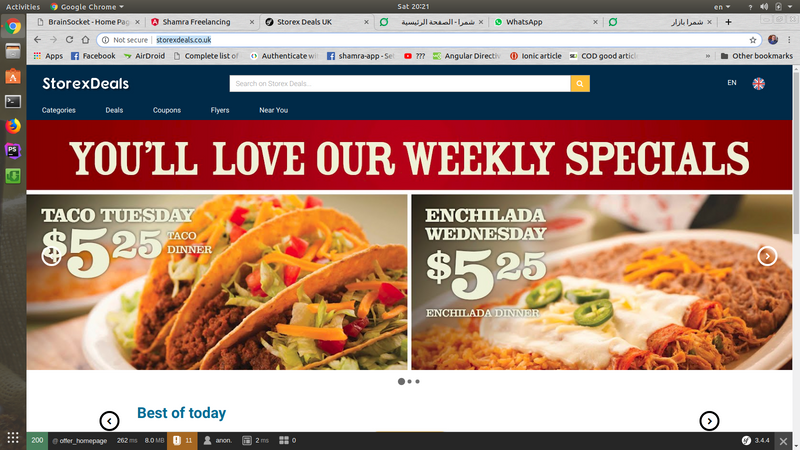 Activities
Google Chrome
Sat 20:21
en
BrainSocket - Home Pag
Shamra Freelancing
Storex Deals UK
شمرا - الصفحة الرئيسية
WhatsApp
شمرا بازار
Not secure
storexdeals.co.uk
Apps
Facebook
AirDroid
Complete list of
Authenticate wi
shamra-app - Se
???
Angular Directiv
Ionic article
COD good articl
»
Other bookmarks
StorexDeals
Search on Storex Deals..
EN
Categories
Deals
Coupons
Flyers
Near You
YOU'LL LOVE OUR WEEKLY SPECIALS
TACO TUESDAY
$5 25
TACO
DINNER
ENCHILADA
WEDNESDAY
$5 25
ENCHILADA DINNER
Best of today
200
@ offer_homepage
262 ms
8.0 MB
11
anon.
2 ms
0
3.4.4